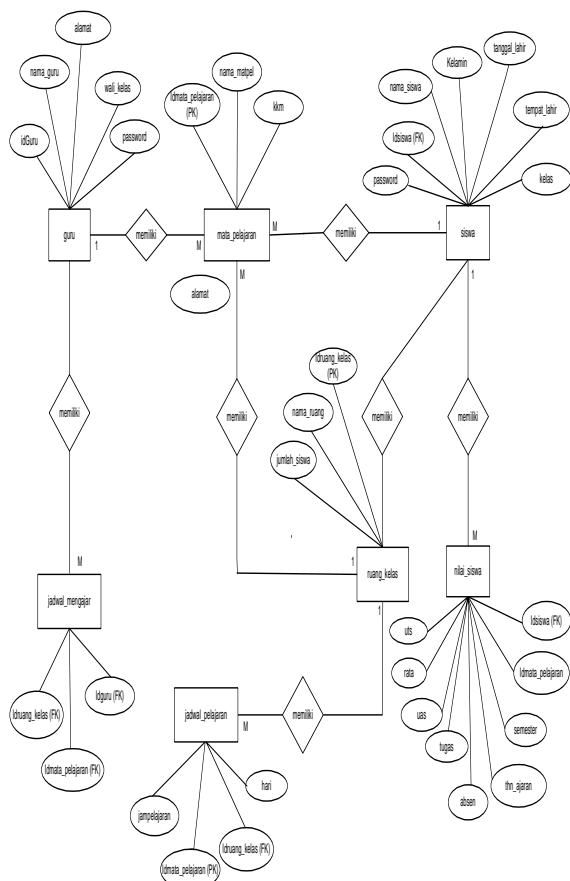 alamat
nama_guru
wali_kelas
idGuru
password
nama_matpel
Idmata_pelajaran
(PK)
kkm
tanggal_lahir
Kelamin
nama_siswa
tempat_lahir
Idsiswa (FK)
password
kelas
guru
1
memiliki
M
mata_pelajaran
M
memiliki
1
siswa
M
1
alamat
Idruang_kelas
(PK)
nama_ruang
jumlah_siswa
memiliki
memiliki
memiliki
memiliki
M
1
1
M
jadwal_mengajar
ruang_kelas
nilai_siswa
Idruang_kelas (FK)
Idguru (FK)
Idmata_pelajaran (FK)
jadwal_pelajaran
M
memiliki
1
uts
Idsiswa (FK)
rata
Idmata_pelajaran
uas
semester
tugas
thn_ajaran
absen
hari
jampelajaran
Idruang_kelas (FK)
Idmata_pelajaran (PK)